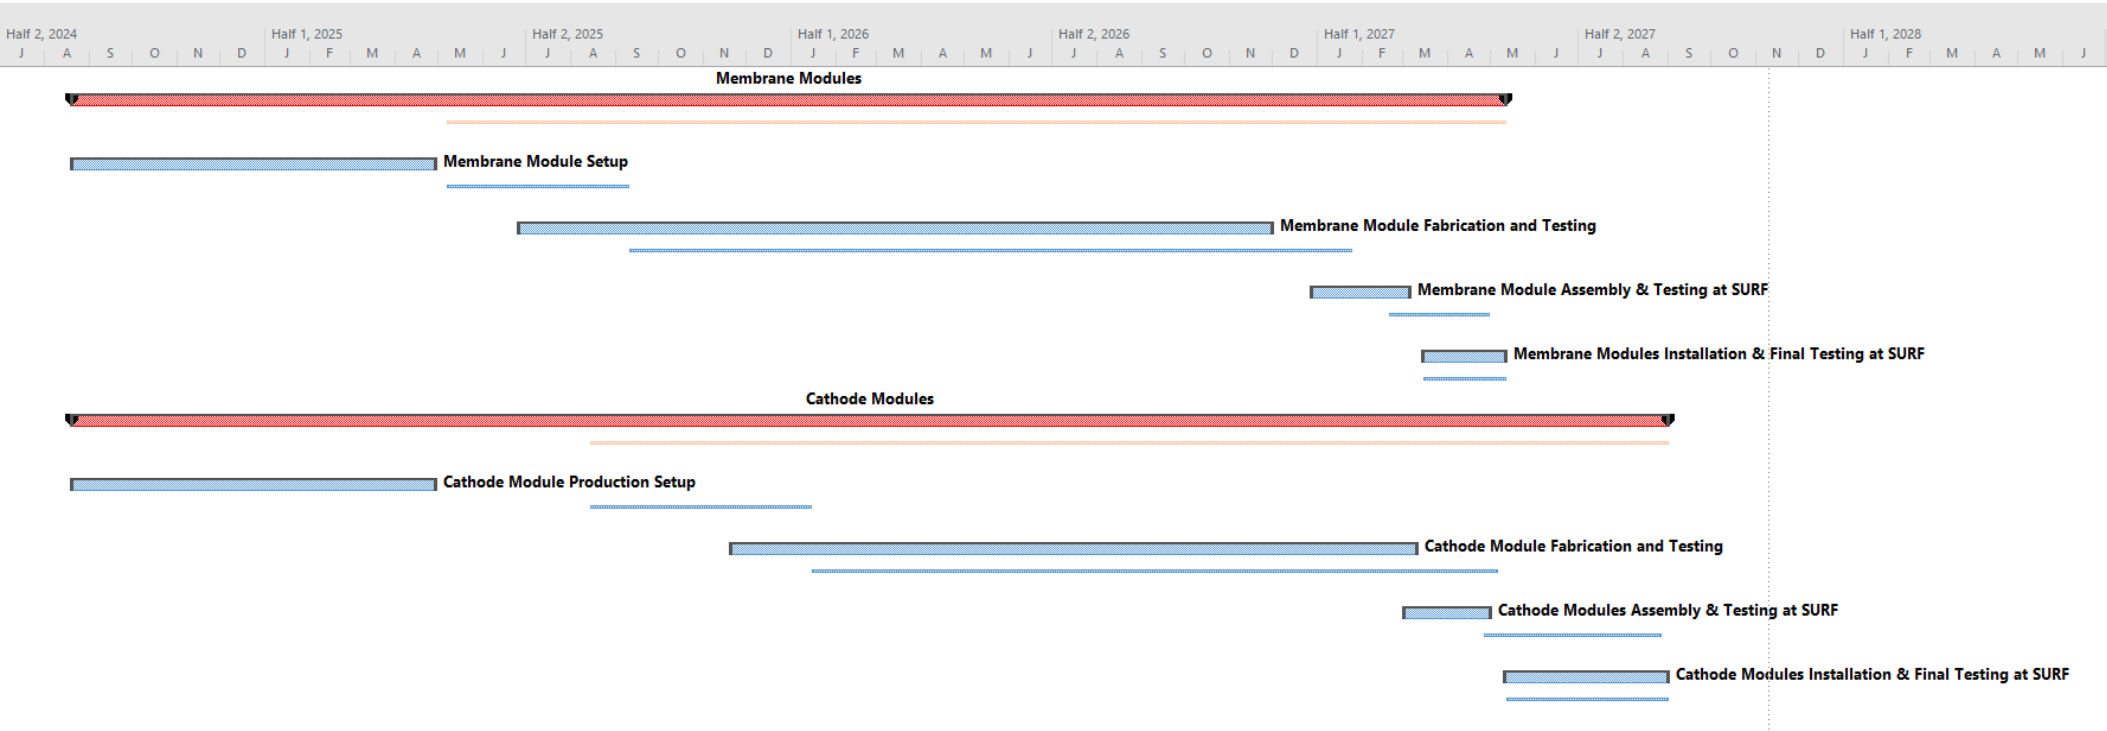 Half 2, 2024 Half 1, 2025 Half 2, 2025 Half 1, 2026 Half 2, 2026 Half 1, 2027 Half 2, 2027 Half 1, 2028
J A S O N D J F M A M J J A S O N D J F M A M J J A S O N D J F M A M J J A S O N D J F M A M J
Membrane Modules
Membrane Module Setup
Membrane Module Fabrication and Testing
Membrane Module Assembly & Testing at SURF
Membrane Modules Installation & Final Testing at SURF
Cathode Modules
Cathode Module Production Setup
Cathode Module Fabrication and Testing
Cathode Modules Assembly & Testing at SURF
Cathode Modules Installation & Final Testing at SURF